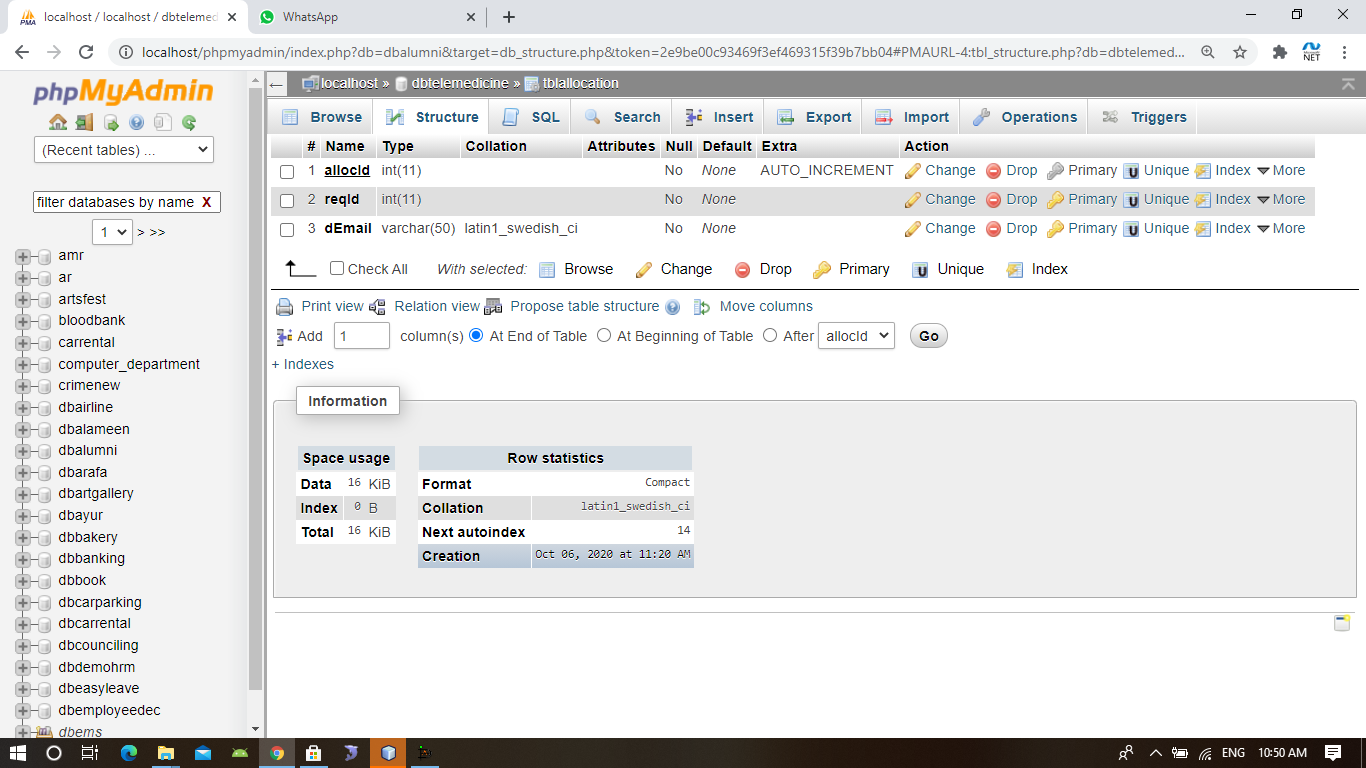 localhost / localhost / dbtelemed
WhatsApp
localhost/phpmyadmin/index.php?db=dbalumni&target=db_structure.php&token=2e9be00c93469f3ef469315f39b7bb04#PMAURL-4:tbl_structure.php?db=dbtelemed...
NET
phpMyAdmin
(Recent tables) ...
filter databases by name X
1 > >>
amr
ar
artsfest
bloodbank
carrental
computer_department
crimenew
dbairline
dbalameen
dbalumni
dbarafa
dbartgallery
dbayur
dbbakery
dbbanking
dbbook
dbcarparking
dbcarrental
dbcounciling
dbdemohrm
dbeasyleave
dbemployeedec
dbems
localhost » dbtelemedicine » tblallocation
Browse Structure SQL Search Insert Export Import Operations Triggers
# Name Type Collation Attributes Null Default Extra Action
1 allocId int(11) No None AUTO_INCREMENT Change Drop Primary Unique Index More
2 reqId int(11) No None Change Drop Primary Unique Index More
3 dEmail varchar(50) latin1_swedish_ci No None Change Drop Primary Unique Index More
Check All With selected: Browse Change Drop Primary Unique Index
Print view Relation view Propose table structure Move columns
Add 1 column(s) At End of Table At Beginning of Table After allocId Go
+ Indexes
Information
Space usage
Data 16 KiB
Index 0 B
Total 16 KiB
Row statistics
Format Compact
Collation latin1_swedish_ci
Next autoindex 14
Creation Oct 06, 2020 at 11:20 AM
ENG 10:50 AM